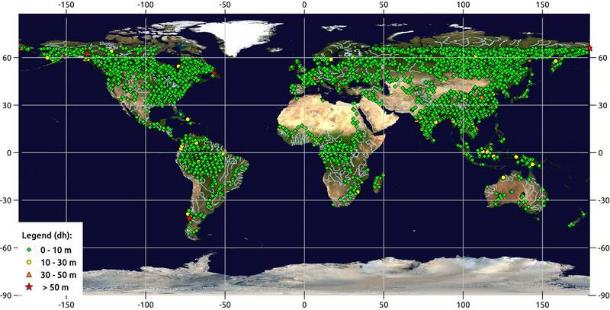 -150 -100 -50 0 50 100 150
60 60
30 30
0 0
-30 -30
-60 -60
-90 -90
Legend (dh):
0 - 10 m
10 - 30 m
30 - 50 m
> 50 m
-150 -100 -50 0 50 100 150